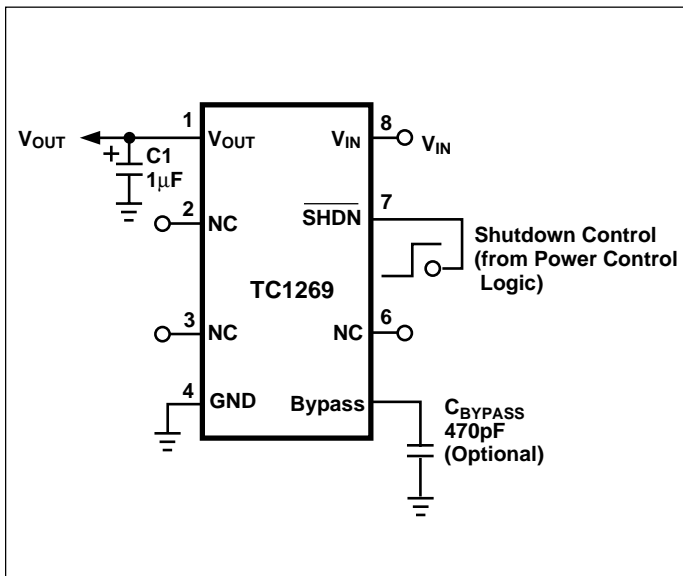 1
8
VOUT
VOUT
VIN
VIN
+
C1
1µF
2
NC
SHDN
7
Shutdown Control
(from Power Control
Logic)
TC1269
3
NC
NC
6
4
GND
Bypass
CBYPASS
470pF
(Optional)